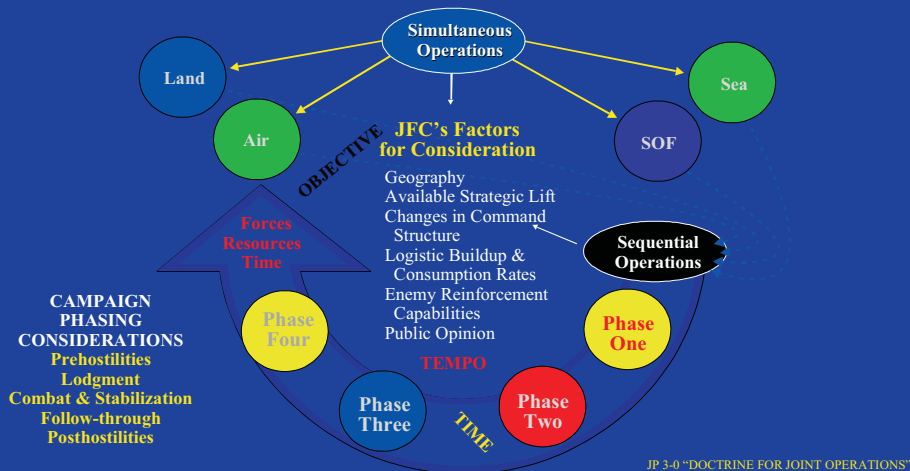 Simultaneous
Operations
Land
Sea
Air
SOF
OBJECTIVE
JFC's Factors
for Consideration
Geography
Available Strategic Lift
Changes in Command
Structure
Logistic Buildup &
Consumption Rates
Enemy Reinforcement
Capabilities
Public Opinion
Sequential
Operations
Forces
Resources
Time
CAMPAIGN
PHASING
CONSIDERATIONS
Prehostilities
Lodgment
Combat & Stabilization
Follow-through
Posthostilities
Phase
Four
Phase
One
TEMPO
Phase
Three
Phase
Two
TIME
JP 3-0 "DOCTRINE FOR JOINT OPERATIONS"